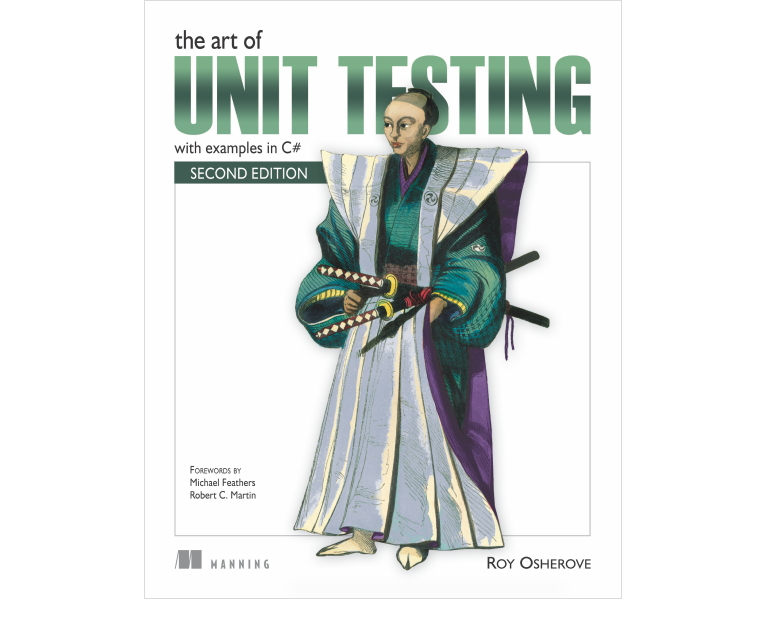 the art of
UNIT TESTING
with examples in C#
SECOND EDITION
FOREWORDS BY
Michael Feathers
Robert C. Martin
MANNING
ROY OSHEROVE